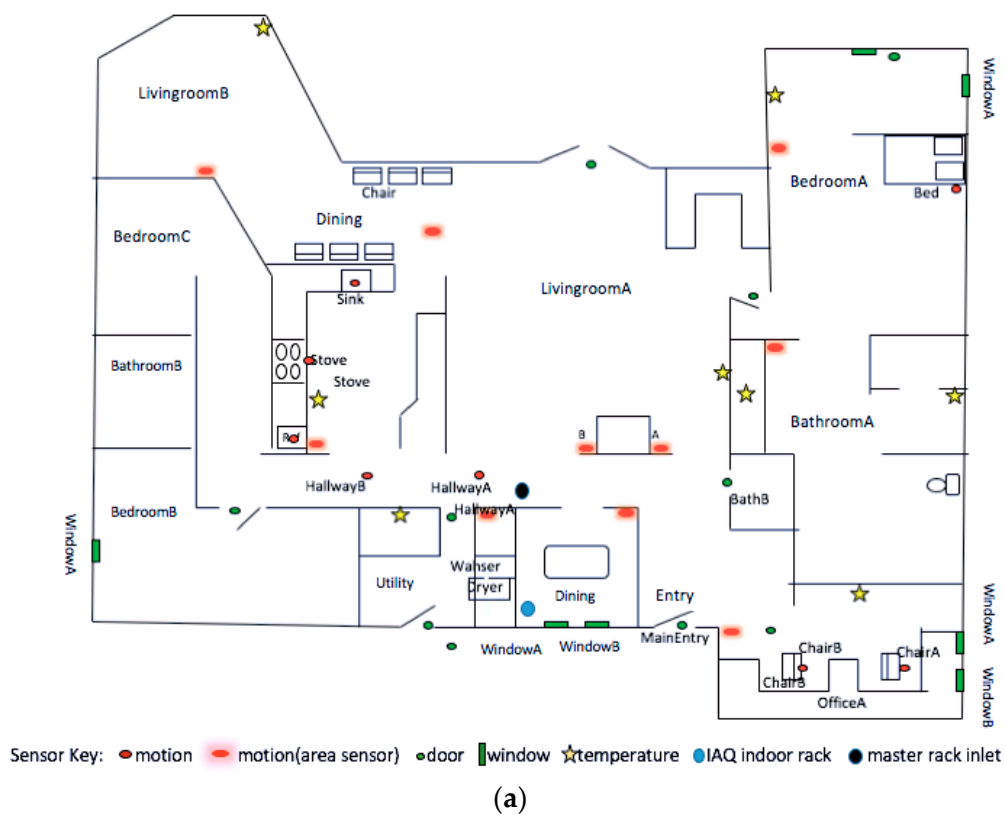 WindowA
LivingroomB
BedroomA
Chair
Bed
Dining
BedroomC
LivingroomA
Sink
Stove
Stove
BathroomB
BathroomA
Ref
B
A
HallwayB
HallwayA
HallwayA
BathB
BedroomB
WindowA
Wahser
Utility
Dryer
Dining
Entry
WindowA
WindowB
MainEntry
WindowA
ChairB
ChairA
ChairB
OfficeA
WindowB
Sensor Key: motion motion(area sensor) door window temperature IAQ indoor rack master rack inlet
(a)